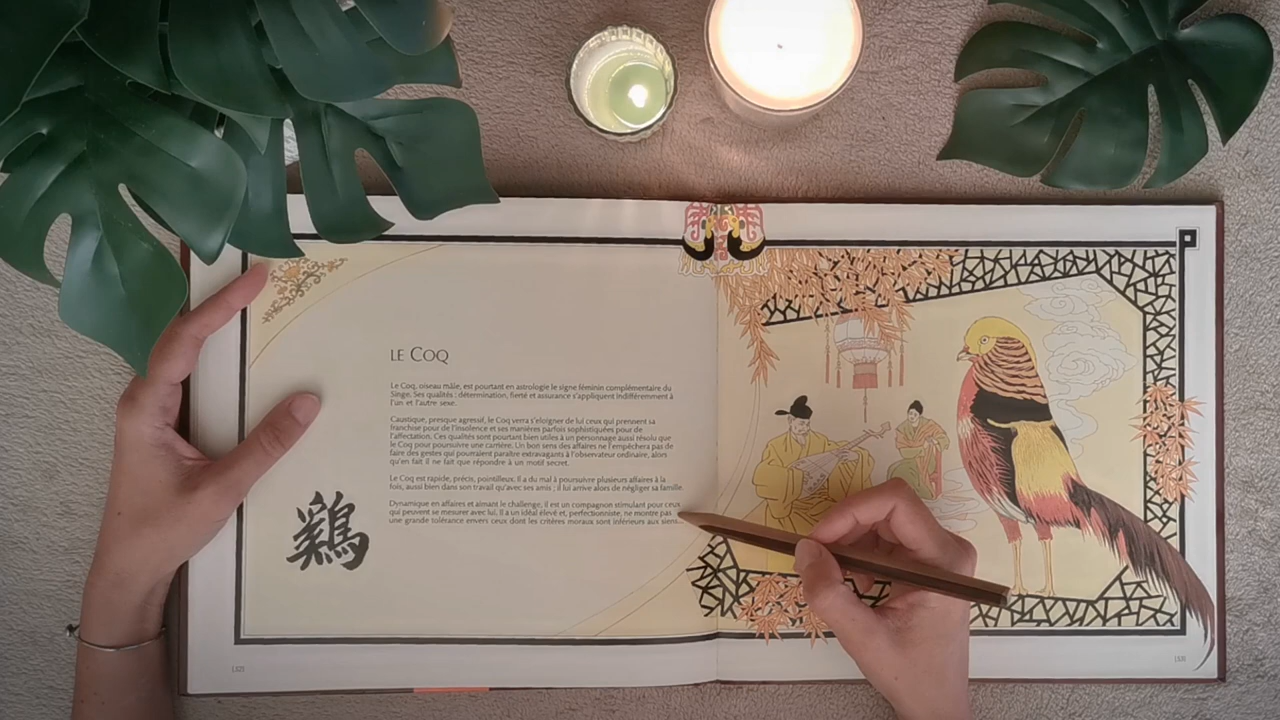 LE COQ
Le Coq, oiseau mâle, est pourtant en astrologie le signe féminin complémentaire du
Singe. Ses qualités : détermination, fierté et assurance s'appliquent indifféremment à
l'un et l'autre sexe.
Caustique, presque agressif, le Coq verra s'eloigner de lui ceux qui prennent sa
franchise pour de l'insolence et ses manières parfois sophistiquées pour de
l'affectation. Ces qualités sont pourtant bien utiles à un personnage aussi résolu que
le Coq pour poursuivre une carrière. Un bon sens des affaires ne l'empêchera pas de
faire des gestes qui pourraient paraître extravagants à l'observateur ordinaire, alors
qu'en fait il ne fait que répondre à un motif secret.
Le Coq est rapide, précis, pointilleux. Il a du mal à poursuivre plusieurs affaires à la
fois, aussi bien dans son travail qu'avec ses amis ; il lui arrive alors de négliger sa famille.
Dynamique en affaires et aimant le challenge, il est un compagnon stimulant pour ceux
qui peuvent se mesurer avec lui. Il a un idéal élevé et, perfectionniste, ne montre pas
une grande tolérance envers ceux dont les critères moraux sont inférieurs aux siens...
鷄